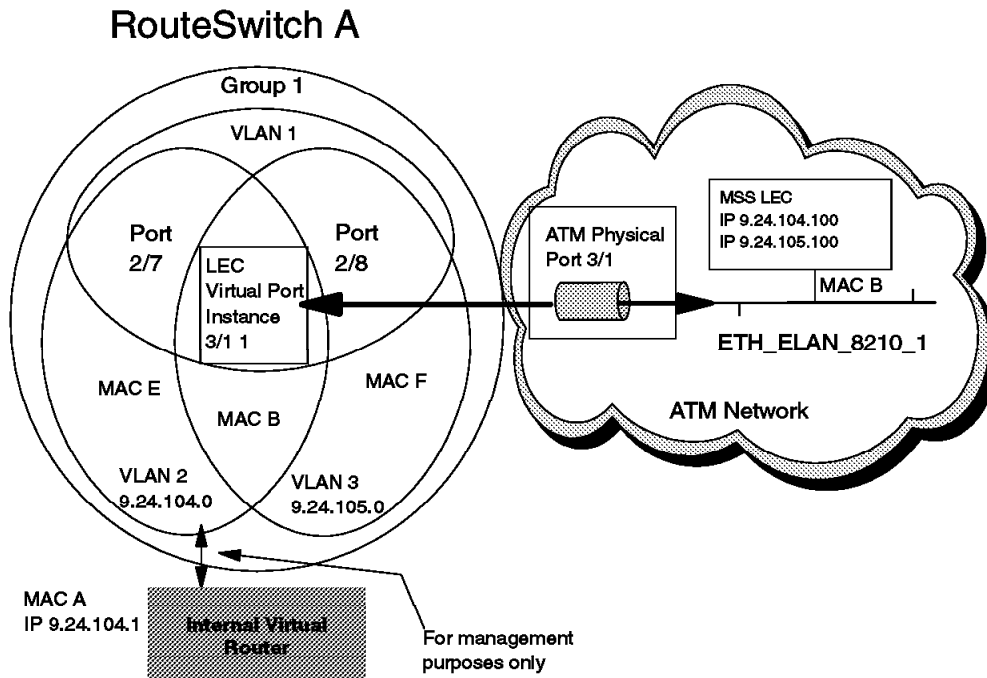 RouteSwitch A
Group 1
VLAN 1
Port
2/7
Port
2/8
LEC
Virtual Port
Instance
3/1 1
MAC E
MAC F
MAC B
VLAN 2
9.24.104.0
VLAN 3
9.24.105.0
MAC A
IP 9.24.104.1
Internal Virtual
Router
For management
purposes only
ATM Physical
Port 3/1
MSS LEC
IP 9.24.104.100
IP 9.24.105.100
MAC B
ETH_ELAN_8210_1
ATM Network